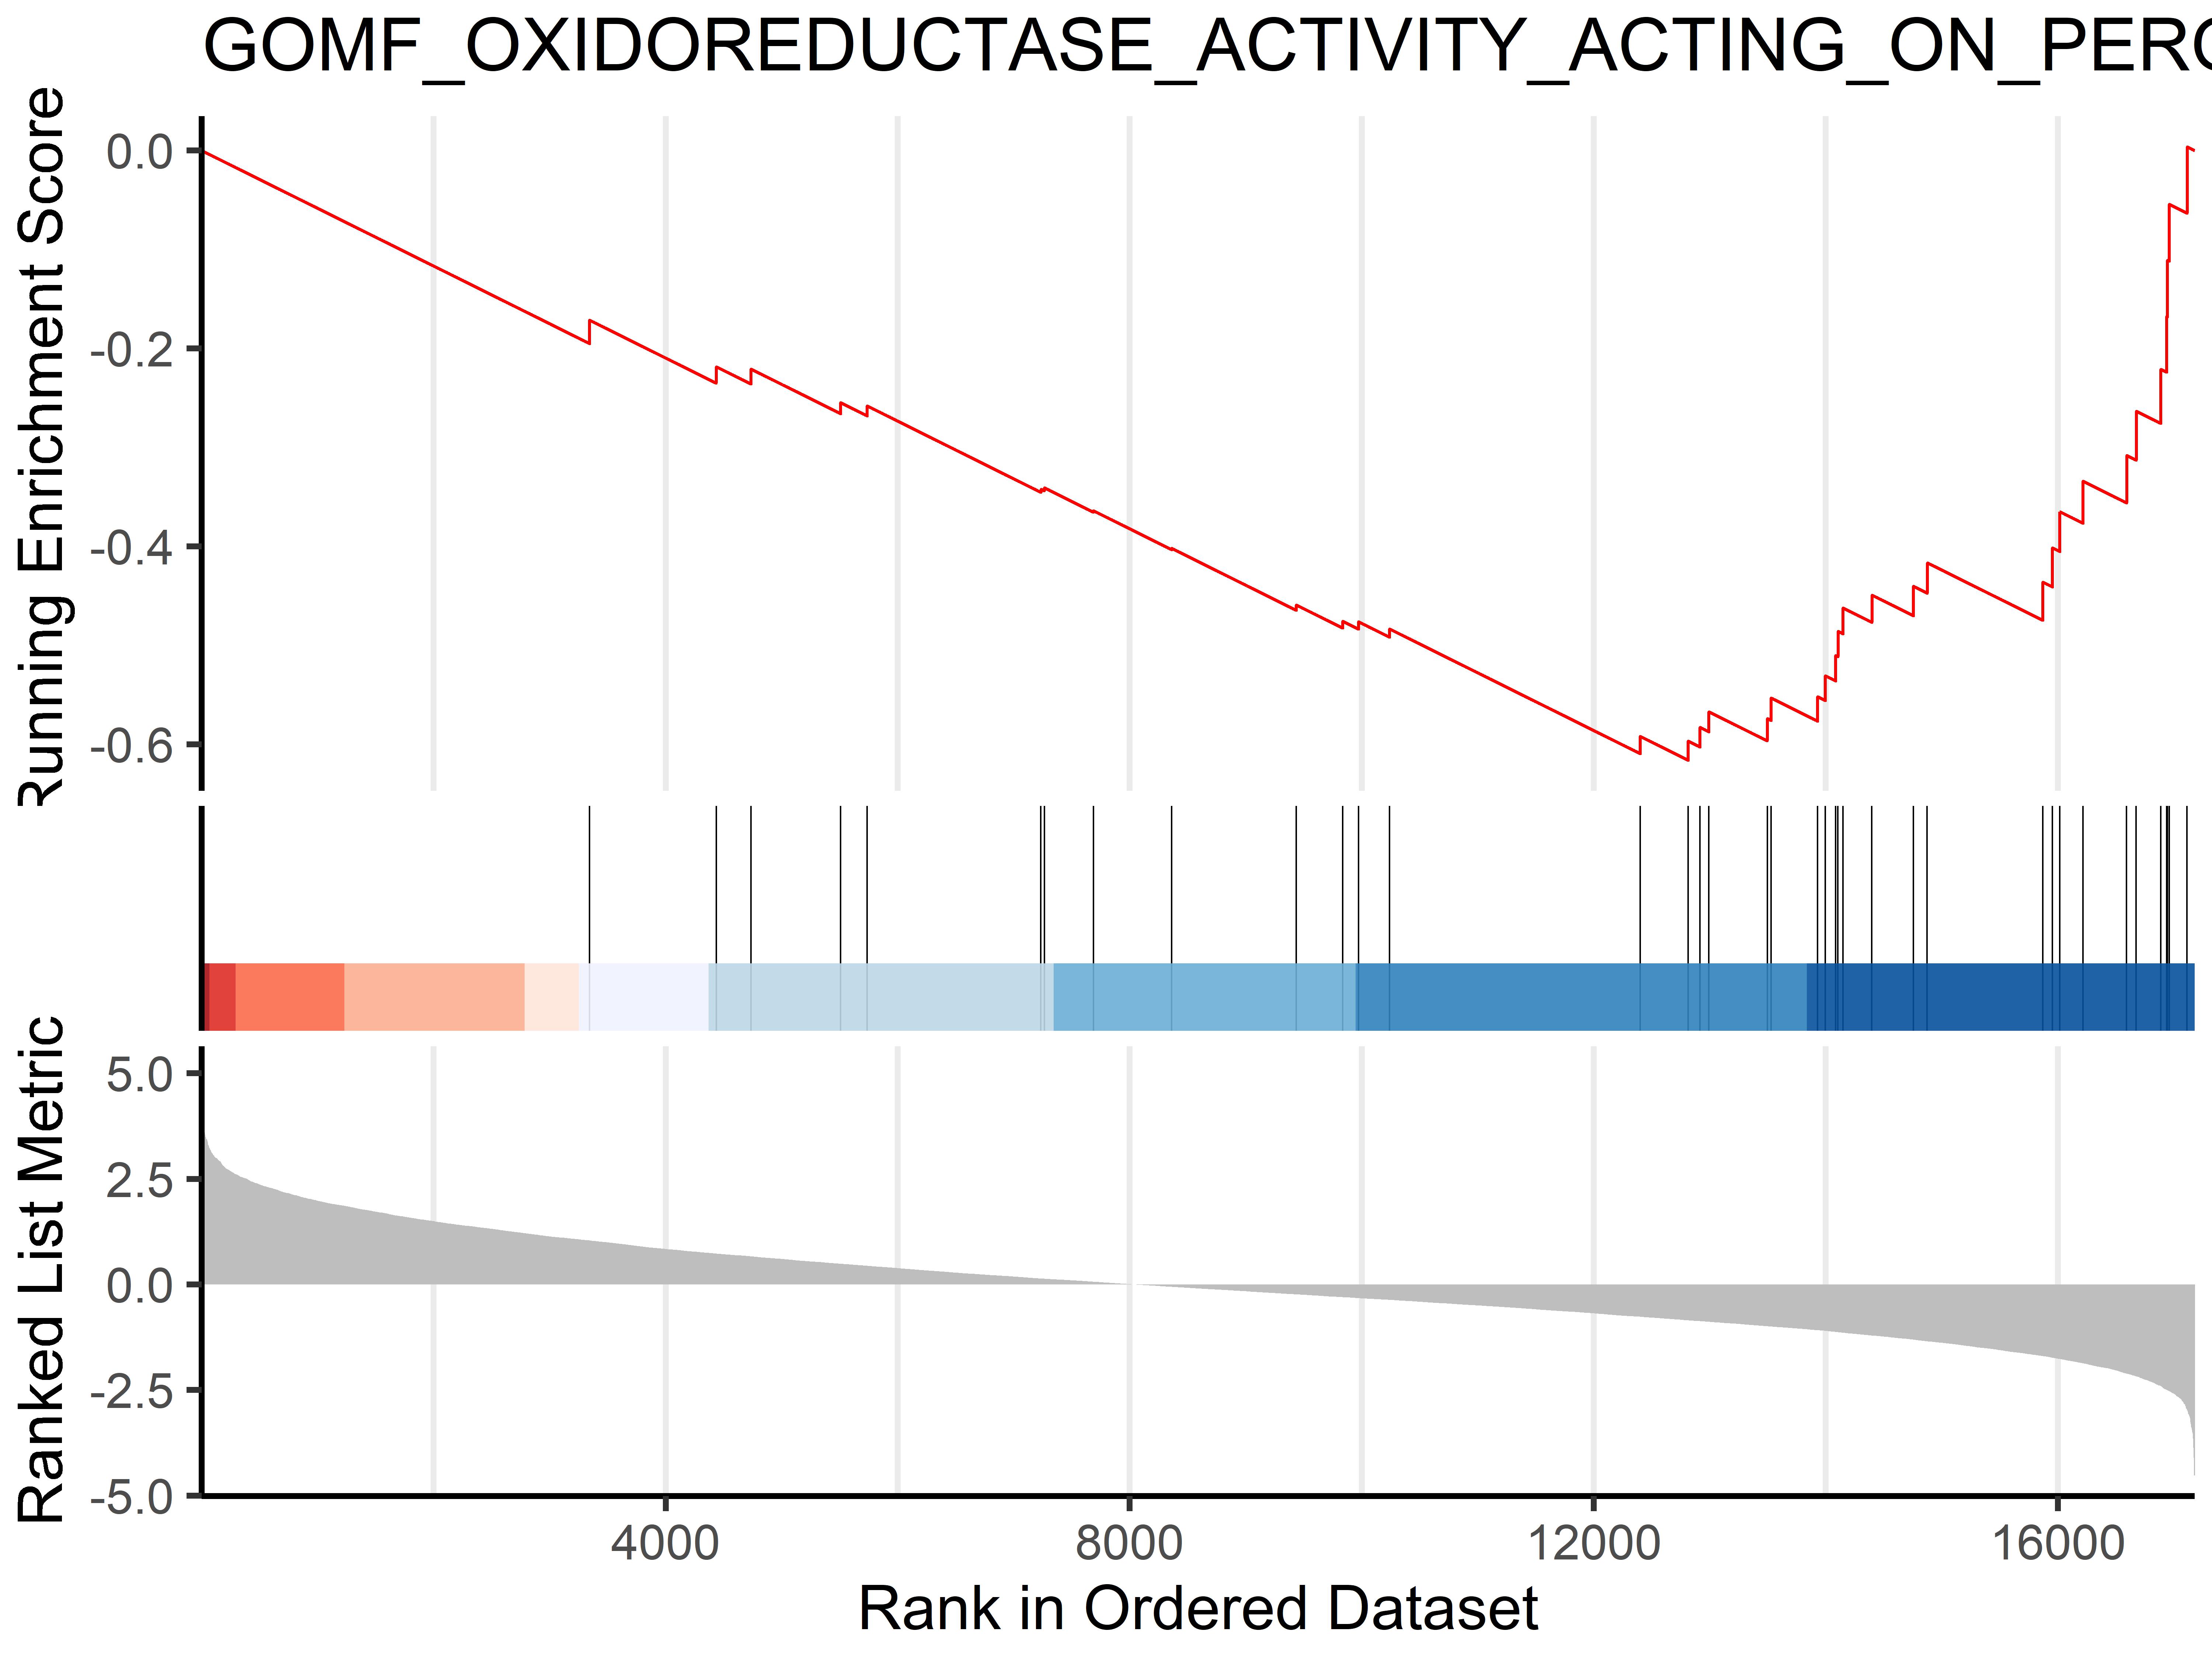 GOMF_OXIDOREDUCTASE_ACTIVITY_ACTING_ON_PERO
Running Enrichment Score
0.0
-0.2
-0.4
-0.6
Ranked List Metric
5.0
2.5
0.0
-2.5
-5.0
4000 8000 12000 16000
Rank in Ordered Dataset